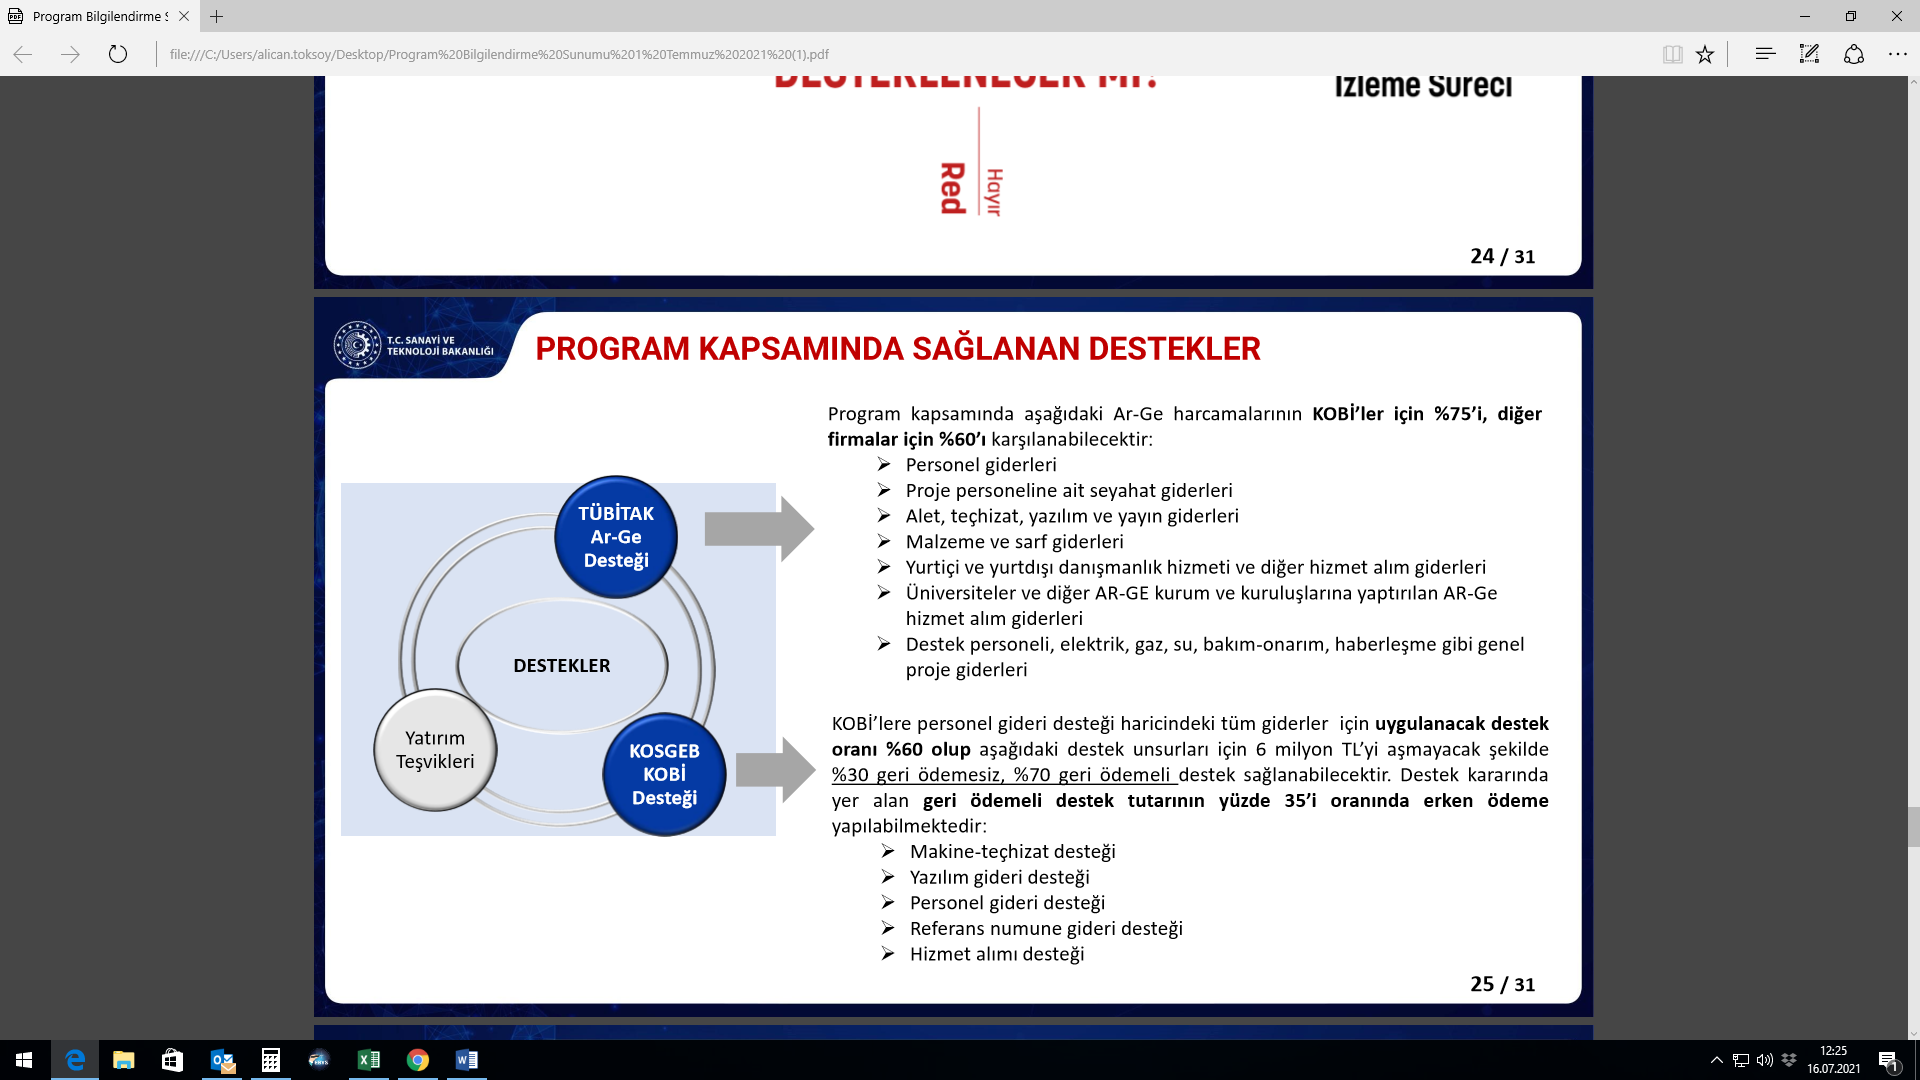 Program Bilgilendirme S
file:///C:/Users/alican.toksoy/Desktop/Program%20Bilgilendirme%20Sunumu%201%20Temmuz%202021%20(1).pdf
DESTEKLENECEK Mİ?
İzleme Süreci
Hayır
Red
24 / 31
T.C. SANAYİ VE
TEKNOLOJİ BAKANLIĞI
PROGRAM KAPSAMINDA SAĞLANAN DESTEKLER
TÜBİTAK
Ar-Ge
Desteği
DESTEKLER
Yatırım
Teşvikleri
KOSGEB
KOBİ
Desteği
Program kapsamında aşağıdaki Ar-Ge harcamalarının KOBİ’ler için %75’i, diğer
firmalar için %60’ı karşılanabilecektir:
➢ Personel giderleri
➢ Proje personeline ait seyahat giderleri
➢ Alet, teçhizat, yazılım ve yayın giderleri
➢ Malzeme ve sarf giderleri
➢ Yurtiçi ve yurtdışı danışmanlık hizmeti ve diğer hizmet alım giderleri
➢ Üniversiteler ve diğer AR-GE kurum ve kuruluşlarına yaptırılan AR-Ge
hizmet alım giderleri
➢ Destek personeli, elektrik, gaz, su, bakım-onarım, haberleşme gibi genel
proje giderleri
KOBİ’lere personel gideri desteği haricindeki tüm giderler için uygulanacak destek
oranı %60 olup aşağıdaki destek unsurları için 6 milyon TL’yi aşmayacak şekilde
%30 geri ödemesiz, %70 geri ödemeli destek sağlanabilecektir. Destek kararında
yer alan geri ödemeli destek tutarının yüzde 35’i oranında erken ödeme
yapılabilmektedir:
➢ Makine-teçhizat desteği
➢ Yazılım gideri desteği
➢ Personel gideri desteği
➢ Referans numune gideri desteği
➢ Hizmet alımı desteği
25 / 31
12:25
16.07.2021
1